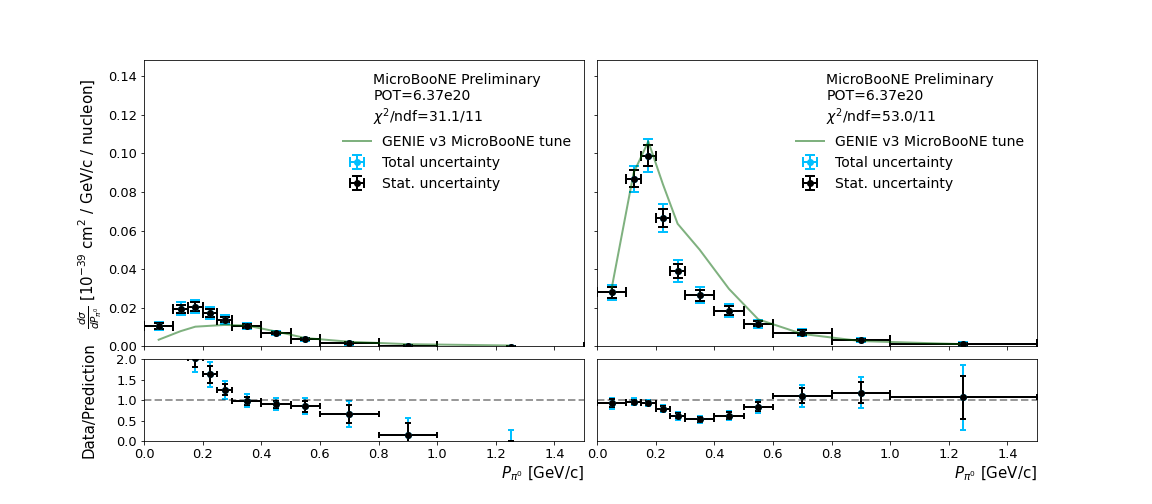 MicroBooNE Preliminary
POT=6.37e20
χ²/ndf=31.1/11
GENIE v3 MicroBooNE tune
Total uncertainty
Stat. uncertainty
MicroBooNE Preliminary
POT=6.37e20
χ²/ndf=53.0/11
GENIE v3 MicroBooNE tune
Total uncertainty
Stat. uncertainty
0.14
0.12
0.10
0.08
0.06
0.04
0.02
0.00
dσ/dP_π⁰ [10⁻³⁹ cm² / GeV/c / nucleon]
2.0
1.5
1.0
0.5
0.0
Data/Prediction
0.0 0.2 0.4 0.6 0.8 1.0 1.2 1.4
P_π⁰ [GeV/c]
0.0 0.2 0.4 0.6 0.8 1.0 1.2 1.4
P_π⁰ [GeV/c]